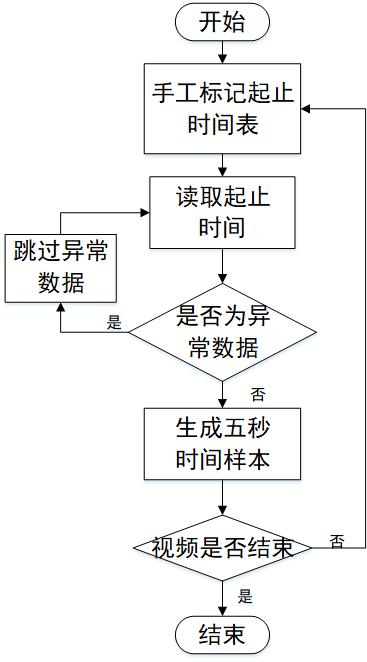 开始
手工标记起止
时间表
读取起止
时间
跳过异常
数据
是否为异
常数据
是
否
生成五秒
时间样本
视频是否结束
否
是
结束